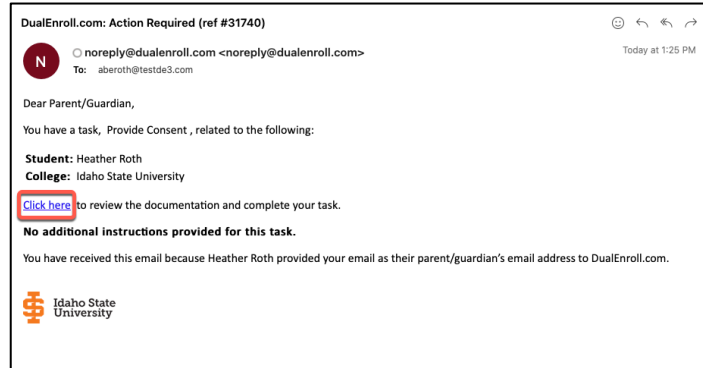 DualEnroll.com: Action Required (ref #31740)
N
noreply@dualenroll.com <noreply@dualenroll.com>
Today at 1:25 PM
To: aberoth@testde3.com
Dear Parent/Guardian,
You have a task, Provide Consent , related to the following:
Student: Heather Roth
College: Idaho State University
Click here to review the documentation and complete your task.
No additional instructions provided for this task.
You have received this email because Heather Roth provided your email as their parent/guardian's email address to DualEnroll.com.
Idaho State
University